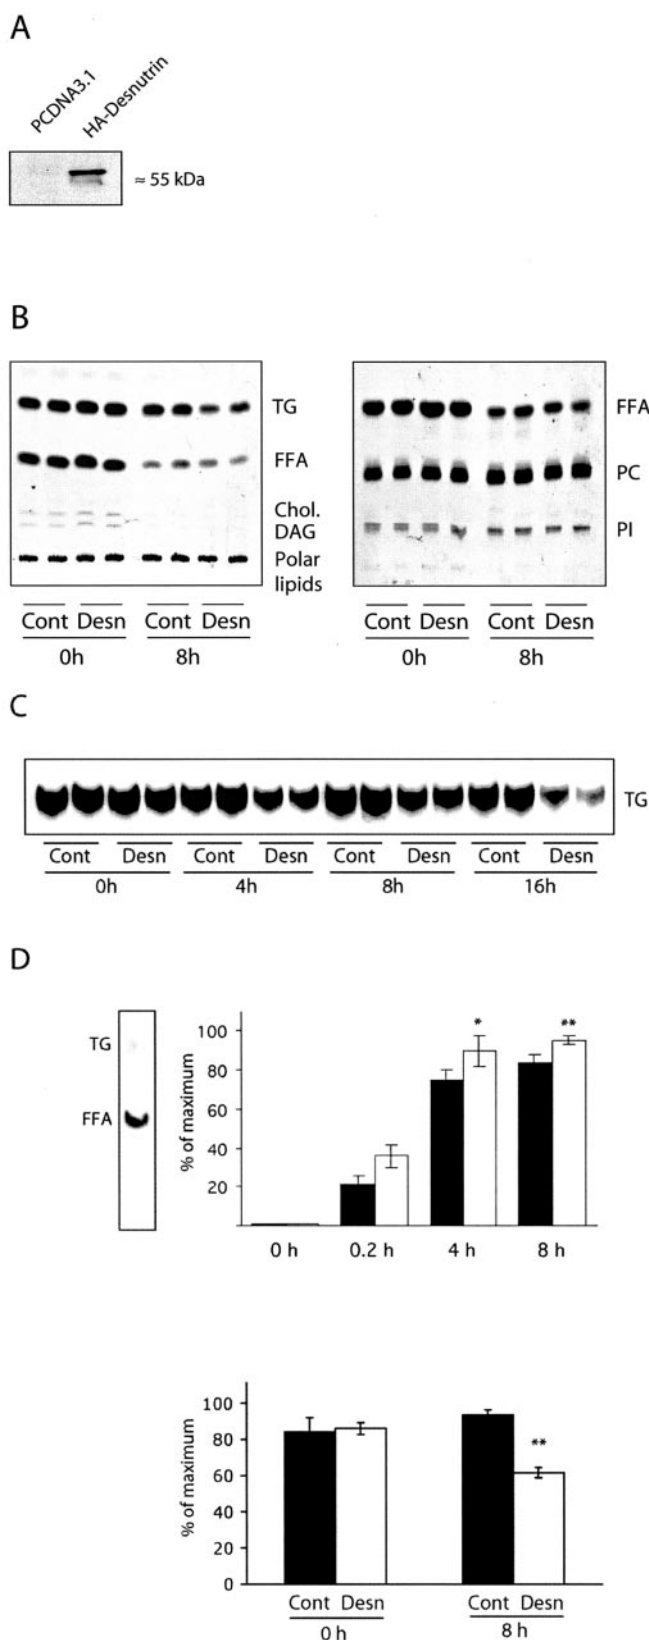 A
PCDNA3.1
HA-Desnutrin
≈ 55 kDa
B
TG
FFA
Chol.
DAG
Polar
lipids
Cont Desn Cont Desn
0h 8h
FFA
PC
PI
Cont Desn Cont Desn
0h 8h
C
TG
Cont Desn Cont Desn Cont Desn Cont Desn
0h 4h 8h 16h
D
TG
FFA
% of maximum
100
80
60
40
20
* **
0 h 0.2 h 4 h 8 h
% of maximum
100
80
60
40
20
0
**
Cont Desn Cont Desn
0 h 8 h